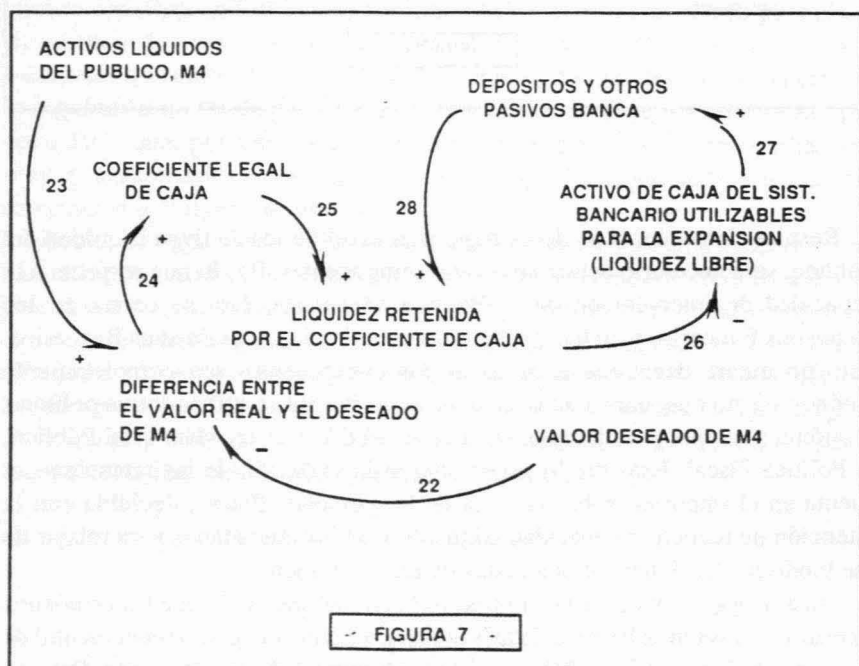 ACTIVOS LIQUIDOS
DEL PUBLICO, M4
DEPOSITOS Y OTROS
PASIVOS BANCA
+
27
23
COEFICIENTE LEGAL
DE CAJA
25
28
ACTIVO DE CAJA DEL SIST.
BANCARIO UTILIZABLES
PARA LA EXPANSION
(LIQUIDEZ LIBRE)
+
24
+
+
LIQUIDEZ RETENIDA
POR EL COEFICIENTE DE CAJA
−
26
+
DIFERENCIA ENTRE
EL VALOR REAL Y EL DESEADO
DE M4
−
VALOR DESEADO DE M4
22
FIGURA 7